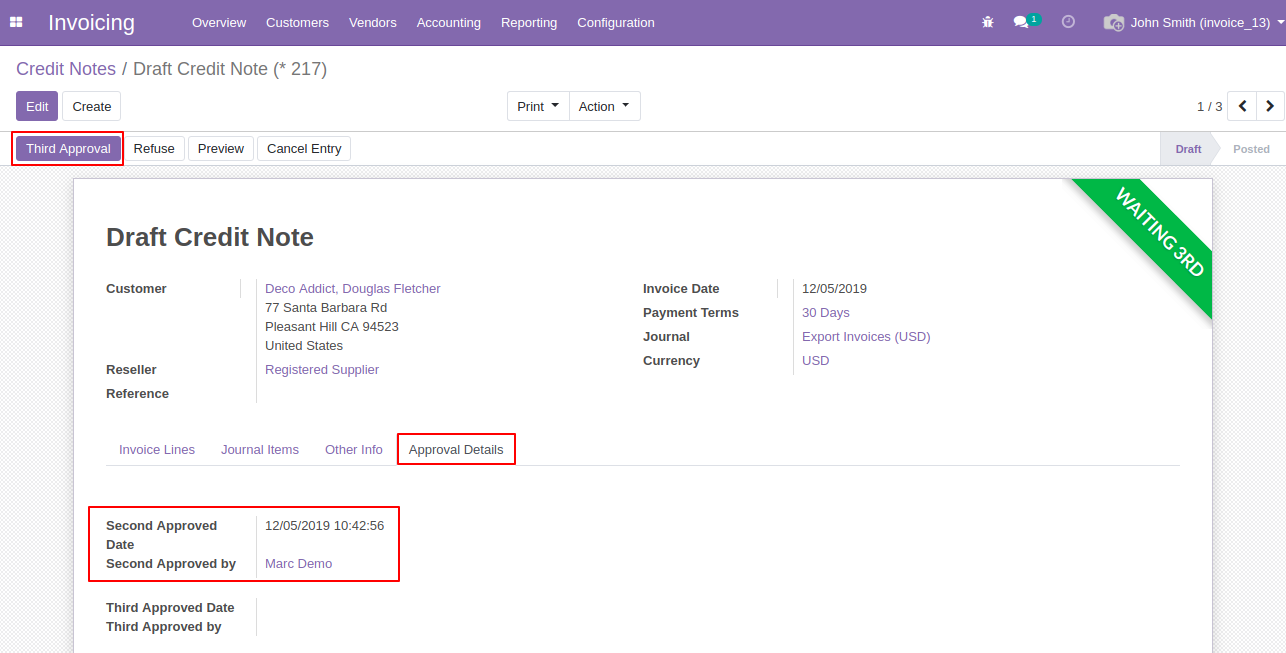 Invoicing Overview Customers Vendors Accounting Reporting Configuration 1 John Smith (invoice_13)
Credit Notes / Draft Credit Note (* 217)
Edit Create Print Action 1 / 3
Third Approval Refuse Preview Cancel Entry Draft Posted
WAITING 3RD
Draft Credit Note
Customer Deco Addict, Douglas Fletcher
77 Santa Barbara Rd
Pleasant Hill CA 94523
United States
Reseller Registered Supplier
Reference
Invoice Date 12/05/2019
Payment Terms 30 Days
Journal Export Invoices (USD)
Currency USD
Invoice Lines Journal Items Other Info Approval Details
Second Approved 12/05/2019 10:42:56
Date
Second Approved by Marc Demo
Third Approved Date
Third Approved by